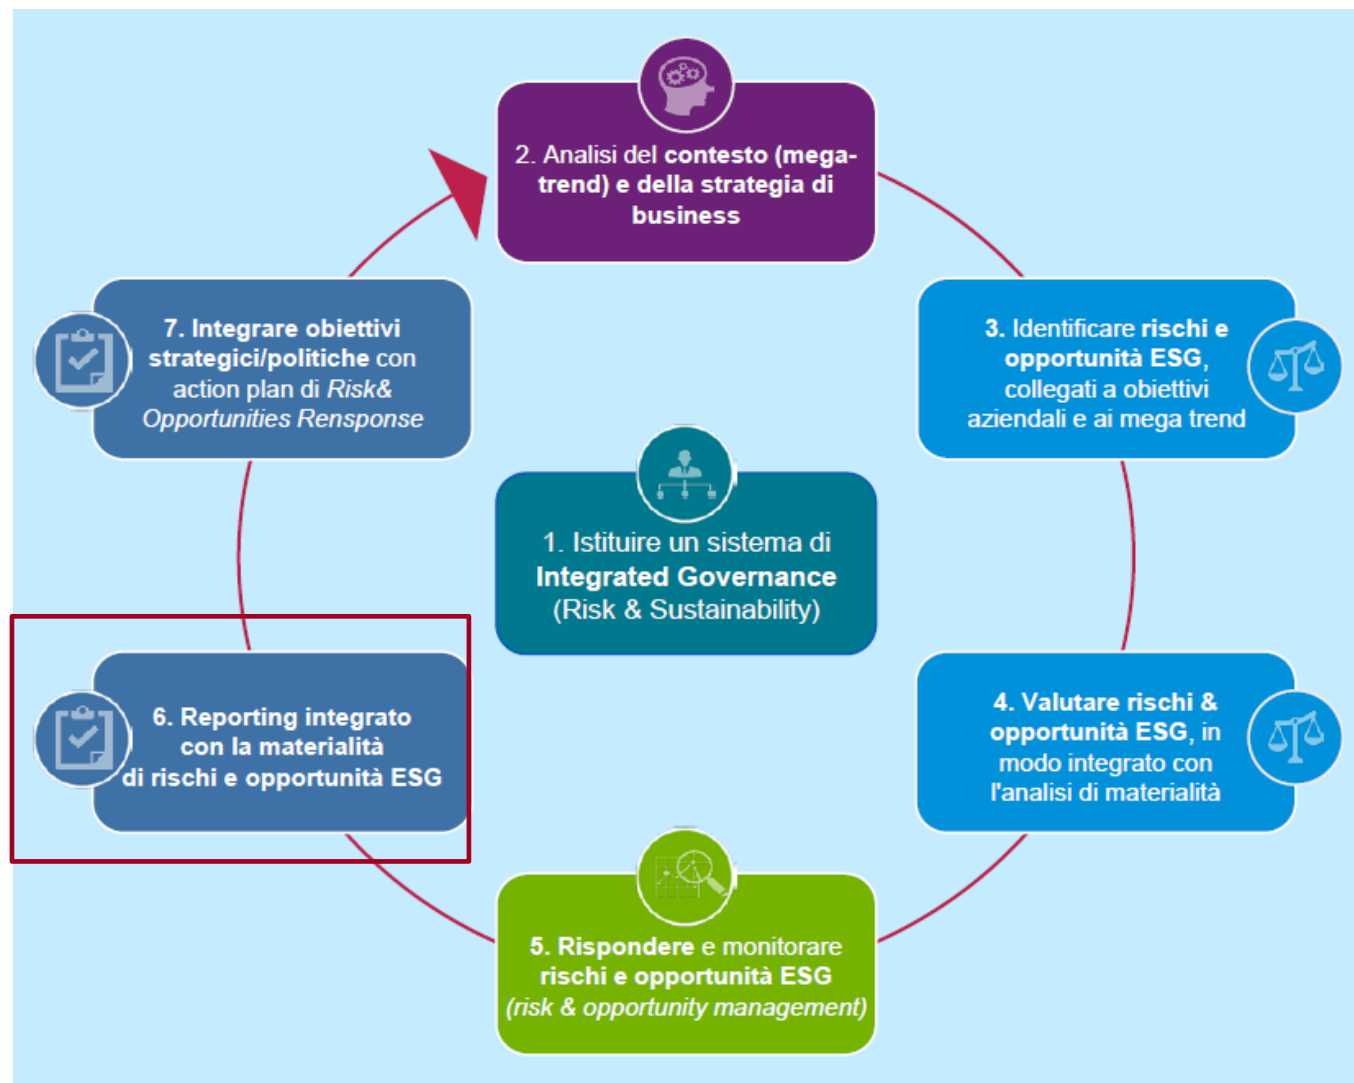 2. Analisi del contesto (mega-
trend) e della strategia di
business
3. Identificare rischi e
opportunità ESG,
collegati a obiettivi
aziendali e ai mega trend
4. Valutare rischi &
opportunità ESG, in
modo integrato con
l'analisi di materialità
5. Rispondere e monitorare
rischi e opportunità ESG
(risk & opportunity management)
6. Reporting integrato
con la materialità
di rischi e opportunità ESG
7. Integrare obiettivi
strategici/politiche con
action plan di Risk&
Opportunities Rensponse
1. Istituire un sistema di
Integrated Governance
(Risk & Sustainability)